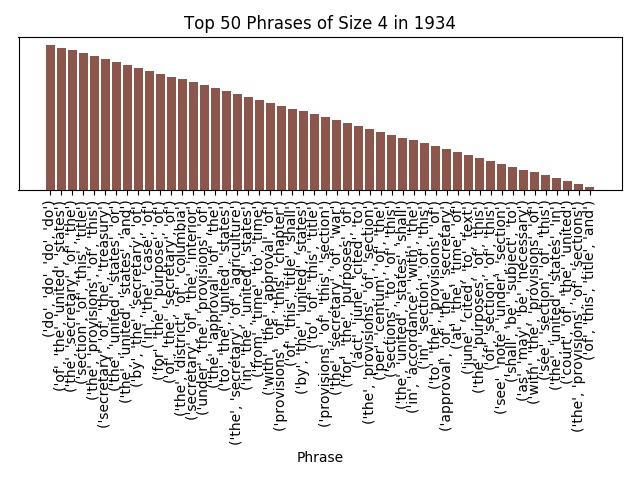 Top 50 Phrases of Size 4 in 1934
('do', 'do', 'do', 'do')
('of', 'the', 'united', 'states')
('the', 'secretary', 'of', 'the')
('section', 'of', 'this', 'title')
('the', 'provisions', 'of', 'this')
('secretary', 'of', 'the', 'treasury')
('the', 'united', 'states', 'or')
('the', 'united', 'states', 'and')
('by', 'the', 'secretary', 'of')
('in', 'the', 'case', 'of')
('for', 'the', 'purpose', 'of')
('of', 'the', 'secretary', 'of')
('the', 'district', 'of', 'columbia')
('secretary', 'of', 'the', 'interior')
('under', 'the', 'provisions', 'of')
('the', 'approval', 'of', 'the')
('to', 'the', 'united', 'states')
('the', 'secretary', 'of', 'agriculture')
('in', 'the', 'united', 'states')
('from', 'time', 'to', 'time')
('with', 'the', 'approval', 'of')
('provisions', 'of', 'this', 'chapter')
('of', 'this', 'title', 'shall')
('by', 'the', 'united', 'states')
('to', 'of', 'this', 'title')
('provisions', 'of', 'this', 'section')
('the', 'secretary', 'of', 'war')
('for', 'the', 'purposes', 'of')
('act', 'june', 'cited', 'to')
('the', 'provisions', 'of', 'section')
('per', 'centum', 'of', 'the')
('sections', 'to', 'of', 'this')
('the', 'united', 'states', 'shall')
('in', 'accordance', 'with', 'the')
('in', 'section', 'of', 'this')
('to', 'the', 'provisions', 'of')
('approval', 'of', 'the', 'secretary')
('at', 'the', 'time', 'of')
('june', 'cited', 'to', 'text')
('the', 'purposes', 'of', 'this')
('of', 'section', 'of', 'this')
('see', 'note', 'under', 'section')
('shall', 'be', 'subject', 'to')
('as', 'may', 'be', 'necessary')
('with', 'the', 'provisions', 'of')
('see', 'section', 'of', 'this')
('the', 'united', 'states', 'in')
('court', 'of', 'the', 'united')
('the', 'provisions', 'of', 'sections')
('of', 'this', 'title', 'and')
Phrase